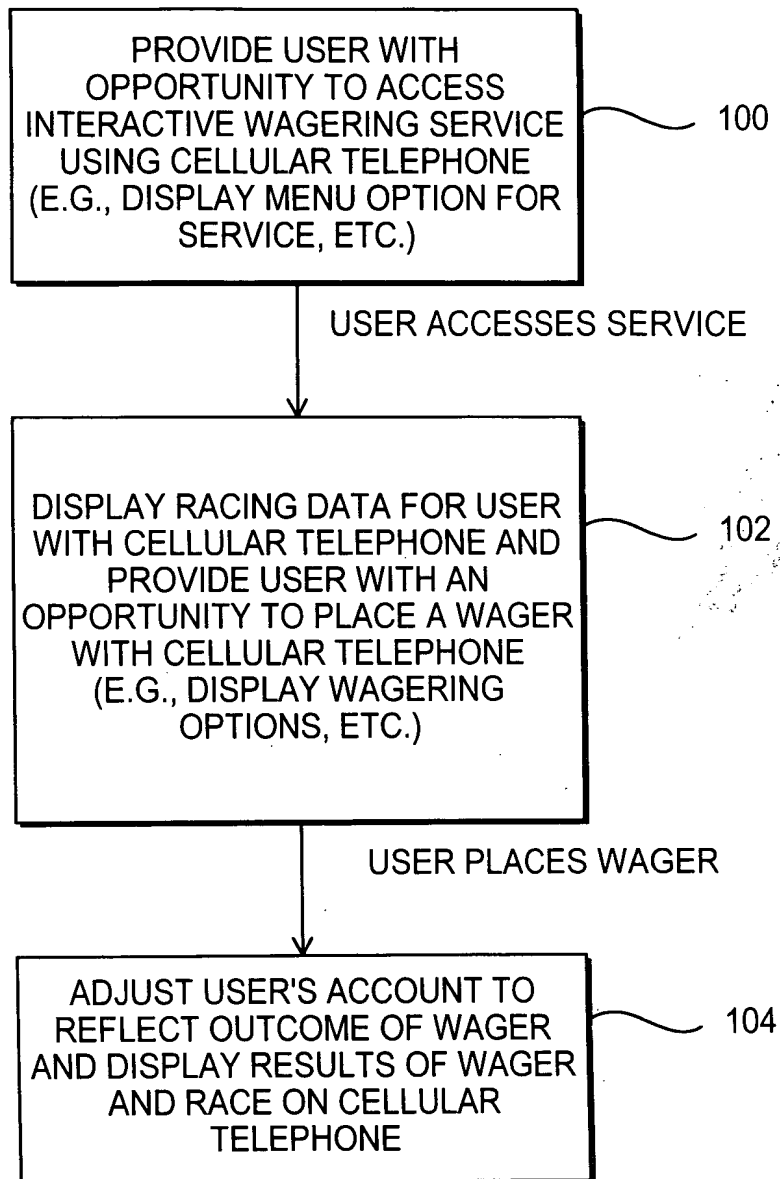 PROVIDE USER WITH
OPPORTUNITY TO ACCESS
INTERACTIVE WAGERING SERVICE
USING CELLULAR TELEPHONE
(E.G., DISPLAY MENU OPTION FOR
SERVICE, ETC.)
100
USER ACCESSES SERVICE
DISPLAY RACING DATA FOR USER
WITH CELLULAR TELEPHONE AND
PROVIDE USER WITH AN
OPPORTUNITY TO PLACE A WAGER
WITH CELLULAR TELEPHONE
(E.G., DISPLAY WAGERING
OPTIONS, ETC.)
102
USER PLACES WAGER
ADJUST USER'S ACCOUNT TO
REFLECT OUTCOME OF WAGER
AND DISPLAY RESULTS OF WAGER
AND RACE ON CELLULAR
TELEPHONE
104